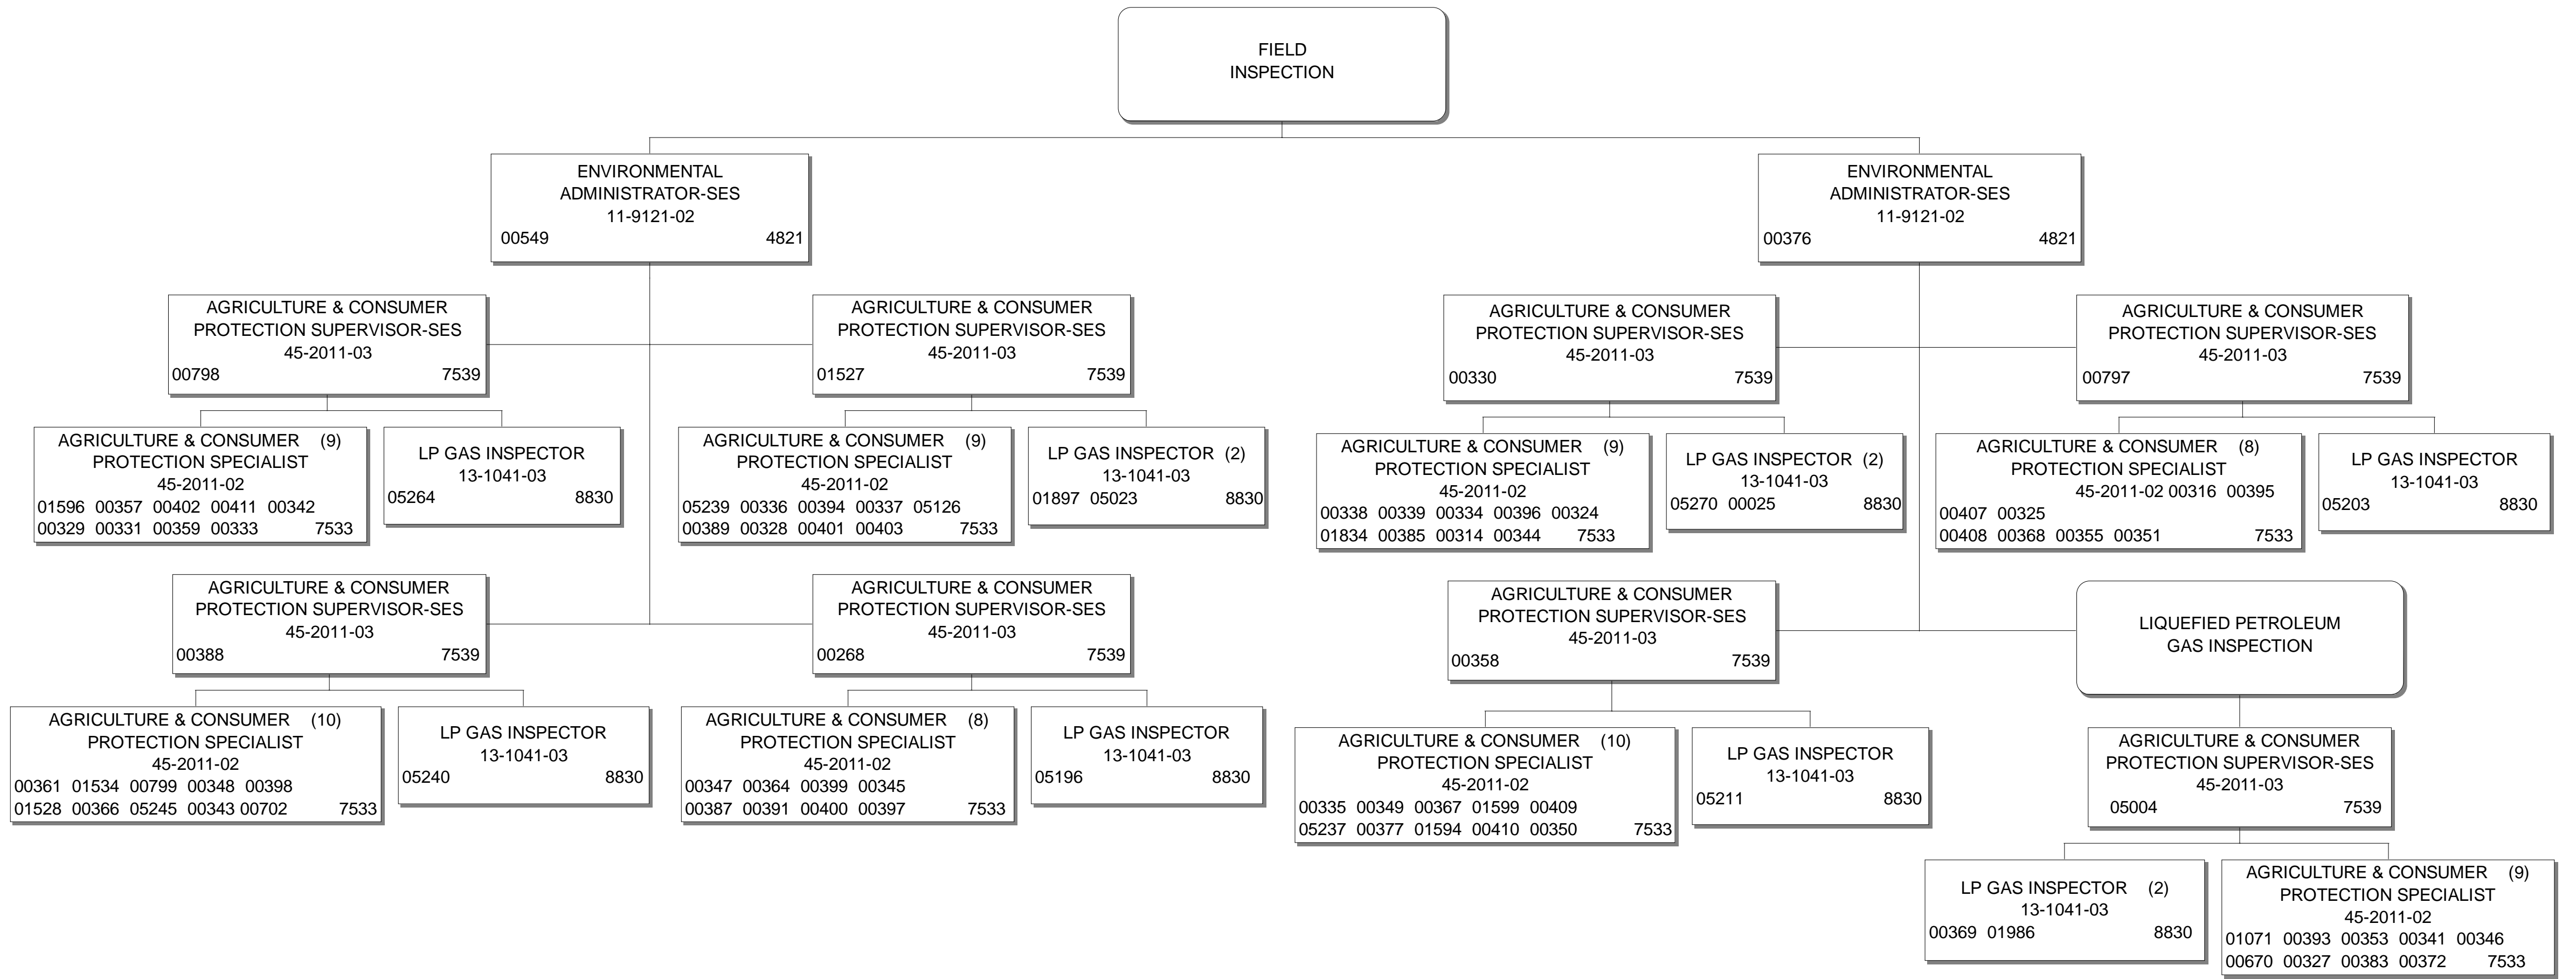 FIELD
INSPECTION
ENVIRONMENTAL
ADMINISTRATOR-SES
11-9121-02
00549 4821
ENVIRONMENTAL
ADMINISTRATOR-SES
11-9121-02
00376 4821
AGRICULTURE & CONSUMER
PROTECTION SUPERVISOR-SES
45-2011-03
00798 7539
AGRICULTURE & CONSUMER
PROTECTION SUPERVISOR-SES
45-2011-03
01527 7539
AGRICULTURE & CONSUMER
PROTECTION SUPERVISOR-SES
45-2011-03
00330 7539
AGRICULTURE & CONSUMER
PROTECTION SUPERVISOR-SES
45-2011-03
00797 7539
AGRICULTURE & CONSUMER (9)
PROTECTION SPECIALIST
45-2011-02
01596 00357 00402 00411 00342
00329 00331 00359 00333 7533
LP GAS INSPECTOR
13-1041-03
05264 8830
AGRICULTURE & CONSUMER (9)
PROTECTION SPECIALIST
45-2011-02
05239 00336 00394 00337 05126
00389 00328 00401 00403 7533
LP GAS INSPECTOR (2)
13-1041-03
01897 05023 8830
AGRICULTURE & CONSUMER (9)
PROTECTION SPECIALIST
45-2011-02
00338 00339 00334 00396 00324
01834 00385 00314 00344 7533
LP GAS INSPECTOR (2)
13-1041-03
05270 00025 8830
AGRICULTURE & CONSUMER (8)
PROTECTION SPECIALIST
45-2011-02 00316 00395
00407 00325
00408 00368 00355 00351 7533
LP GAS INSPECTOR
13-1041-03
05203 8830
AGRICULTURE & CONSUMER
PROTECTION SUPERVISOR-SES
45-2011-03
00388 7539
AGRICULTURE & CONSUMER
PROTECTION SUPERVISOR-SES
45-2011-03
00268 7539
AGRICULTURE & CONSUMER
PROTECTION SUPERVISOR-SES
45-2011-03
00358 7539
LIQUEFIED PETROLEUM
GAS INSPECTION
AGRICULTURE & CONSUMER (10)
PROTECTION SPECIALIST
45-2011-02
00361 01534 00799 00348 00398
01528 00366 05245 00343 00702 7533
LP GAS INSPECTOR
13-1041-03
05240 8830
AGRICULTURE & CONSUMER (8)
PROTECTION SPECIALIST
45-2011-02
00347 00364 00399 00345
00387 00391 00400 00397 7533
LP GAS INSPECTOR
13-1041-03
05196 8830
AGRICULTURE & CONSUMER (10)
PROTECTION SPECIALIST
45-2011-02
00335 00349 00367 01599 00409
05237 00377 01594 00410 00350 7533
LP GAS INSPECTOR
13-1041-03
05211 8830
AGRICULTURE & CONSUMER
PROTECTION SUPERVISOR-SES
45-2011-03
05004 7539
LP GAS INSPECTOR (2)
13-1041-03
00369 01986 8830
AGRICULTURE & CONSUMER (9)
PROTECTION SPECIALIST
45-2011-02
01071 00393 00353 00341 00346
00670 00327 00383 00372 7533